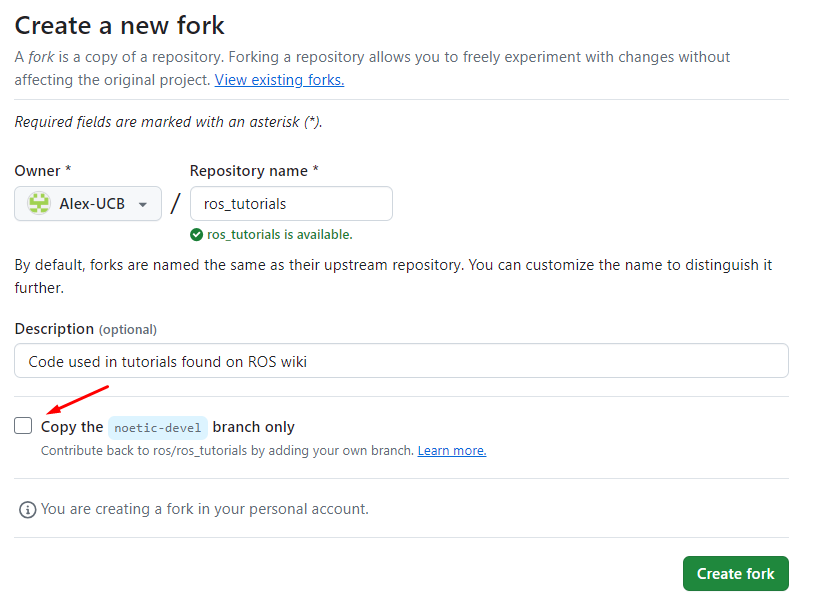 Create a new fork
A fork is a copy of a repository. Forking a repository allows you to freely experiment with changes without
affecting the original project. View existing forks.
Required fields are marked with an asterisk (*).
Owner *
Repository name *
Alex-UCB
/
ros_tutorials
ros_tutorials is available.
By default, forks are named the same as their upstream repository. You can customize the name to distinguish it
further.
Description (optional)
Code used in tutorials found on ROS wiki
Copy the noetic-devel branch only
Contribute back to ros/ros_tutorials by adding your own branch. Learn more.
You are creating a fork in your personal account.
Create fork